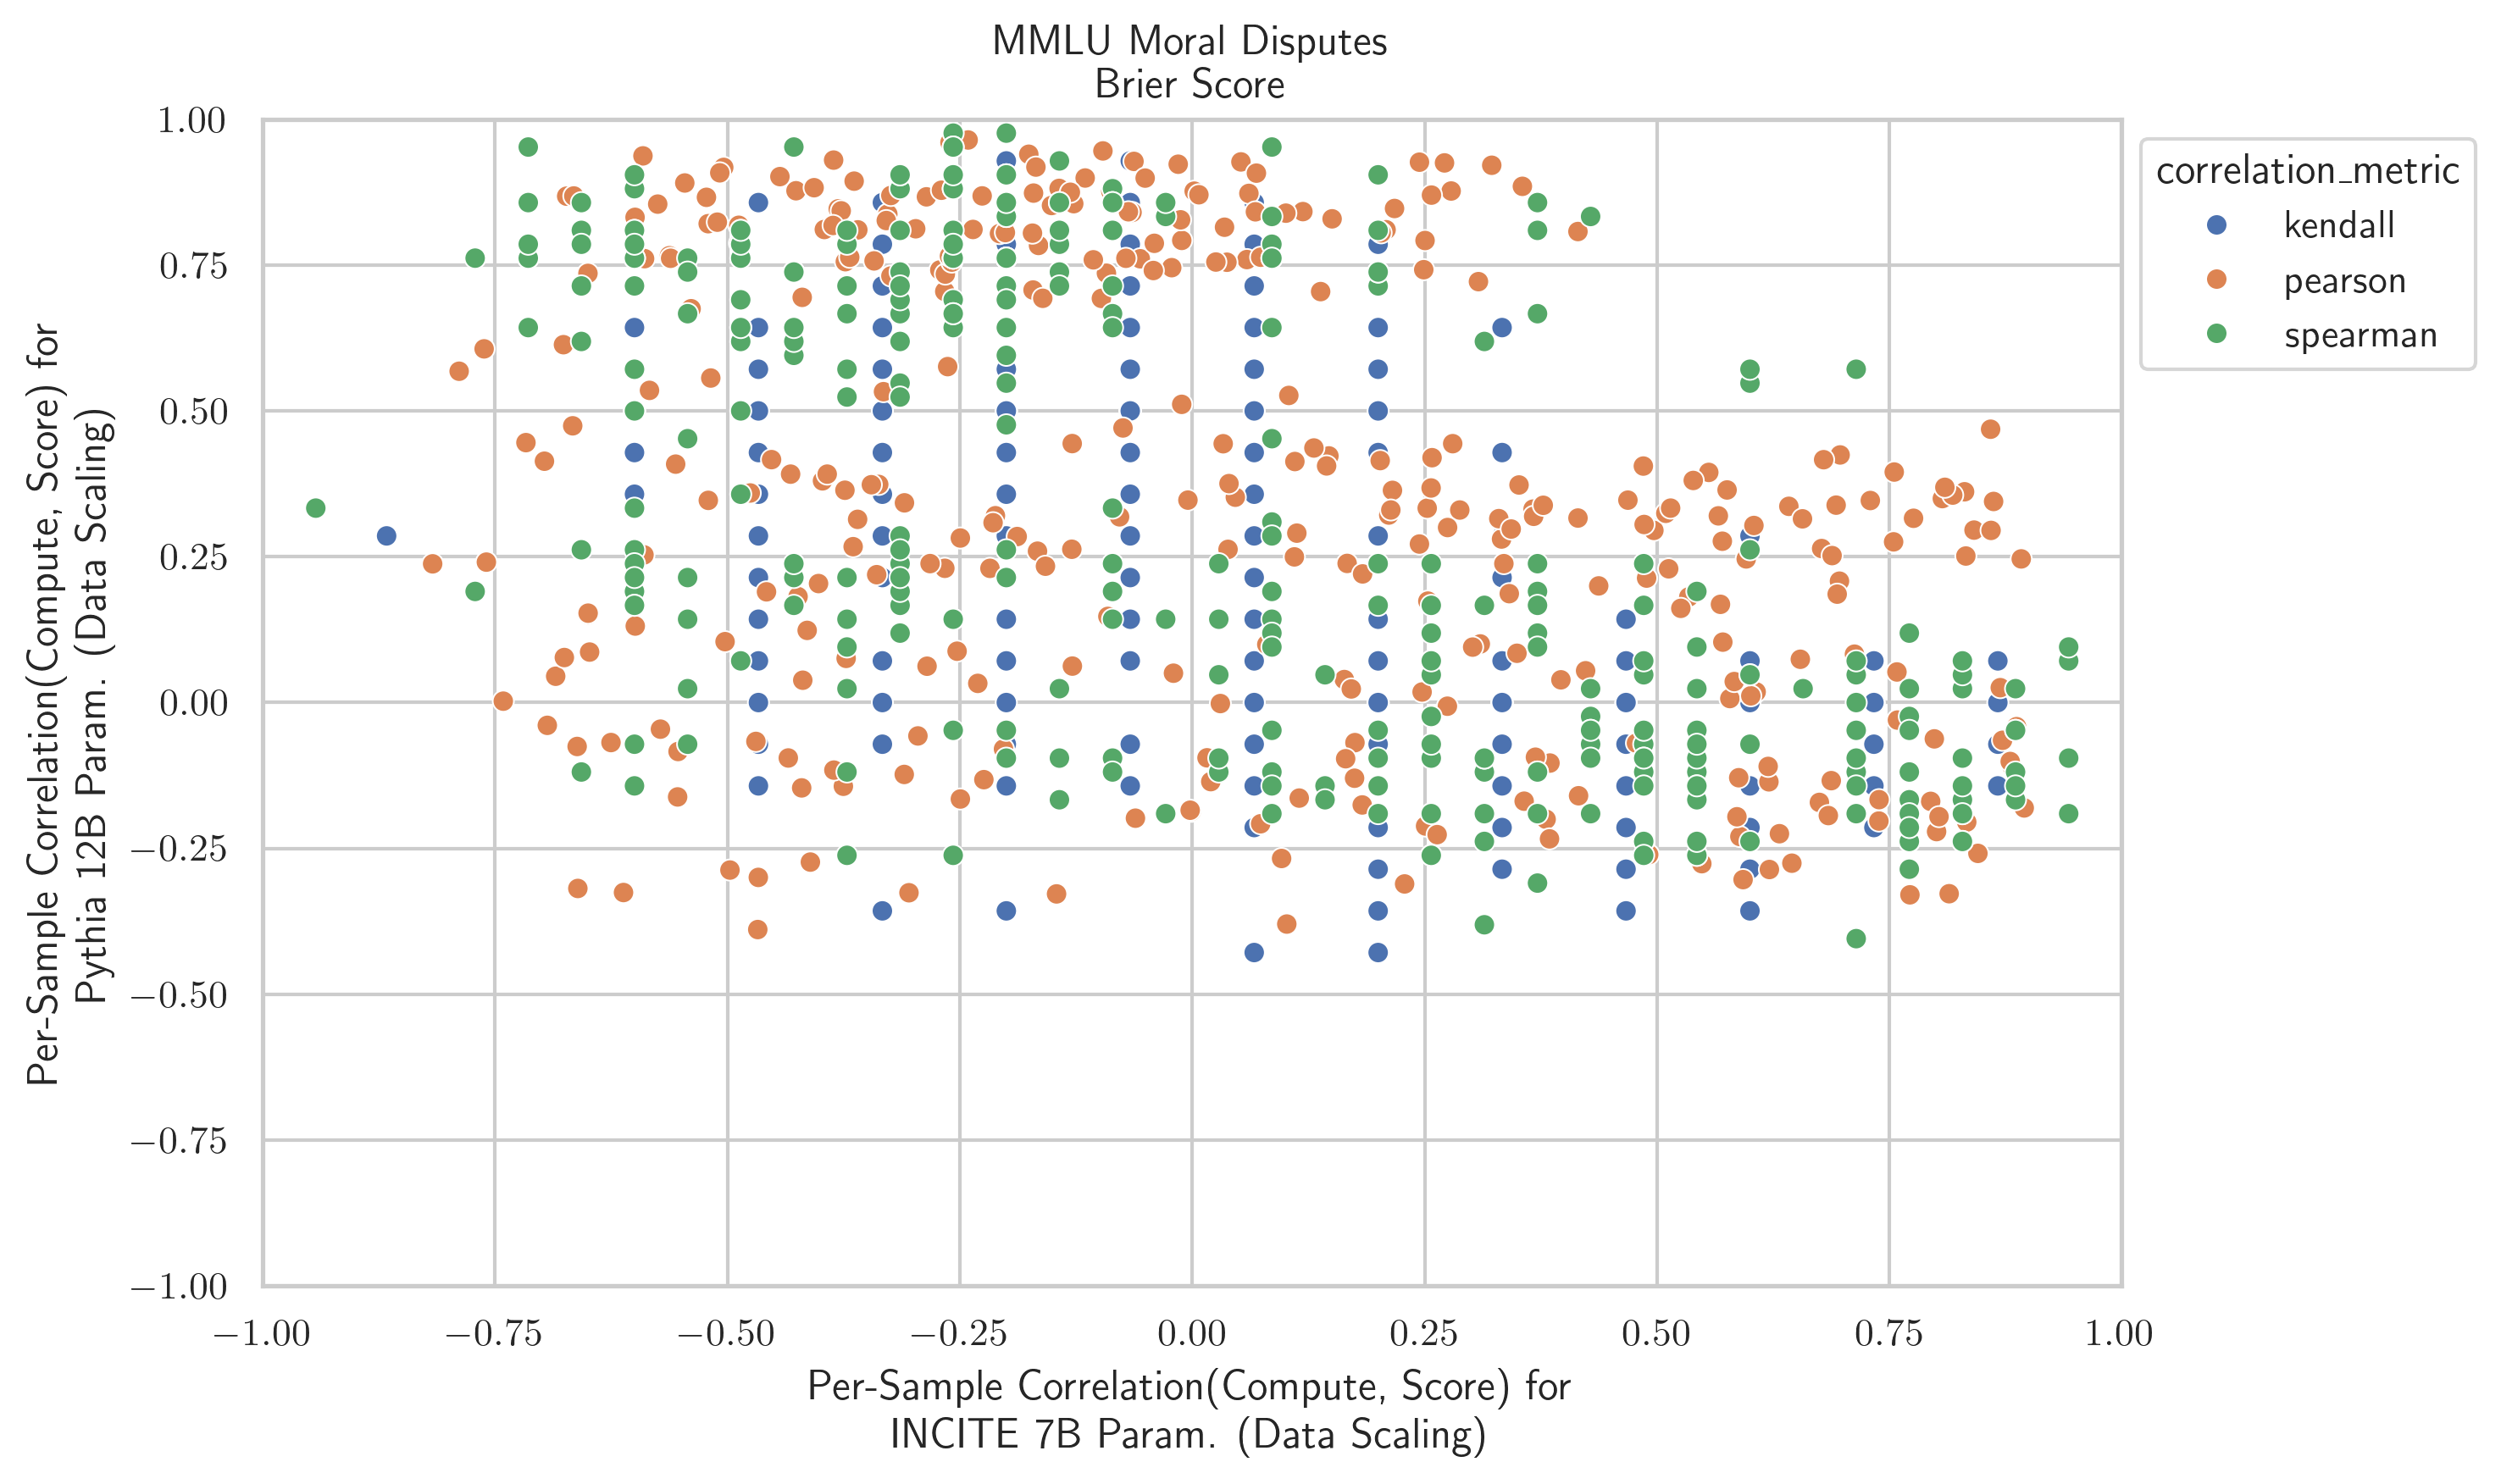 MMLU Moral Disputes
Brier Score
Per-Sample Correlation(Compute, Score) for
Pythia 12B Param. (Data Scaling)
1.00
0.75
0.50
0.25
0.00
−0.25
−0.50
−0.75
−1.00
−1.00
−0.75
−0.50
−0.25
0.00
0.25
0.50
0.75
1.00
Per-Sample Correlation(Compute, Score) for
INCITE 7B Param. (Data Scaling)
correlation_metric
kendall
pearson
spearman